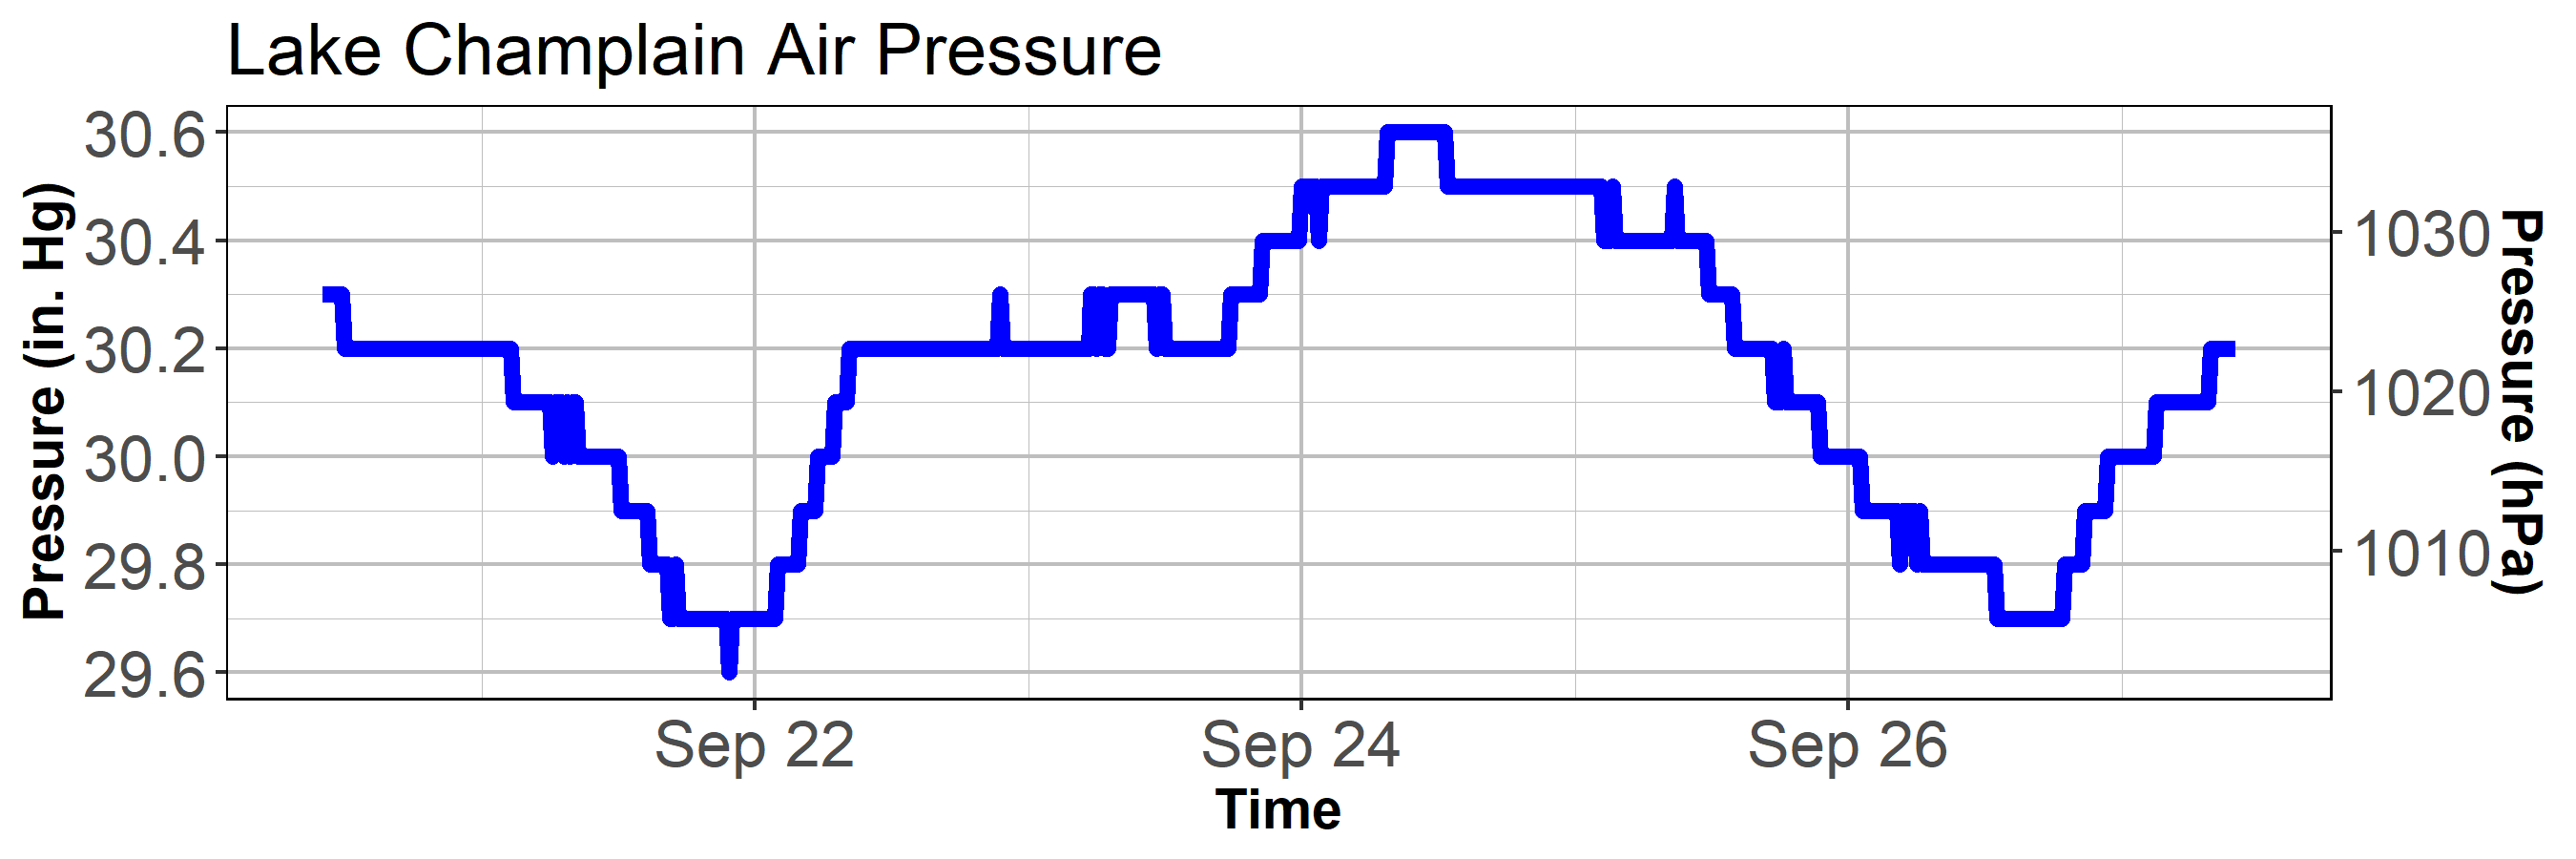 Lake Champlain Air Pressure
Pressure (in. Hg)
30.6
30.4
30.2
30.0
29.8
29.6
1030
1020
1010
Pressure (hPa)
Sep 22 Sep 24 Sep 26
Time